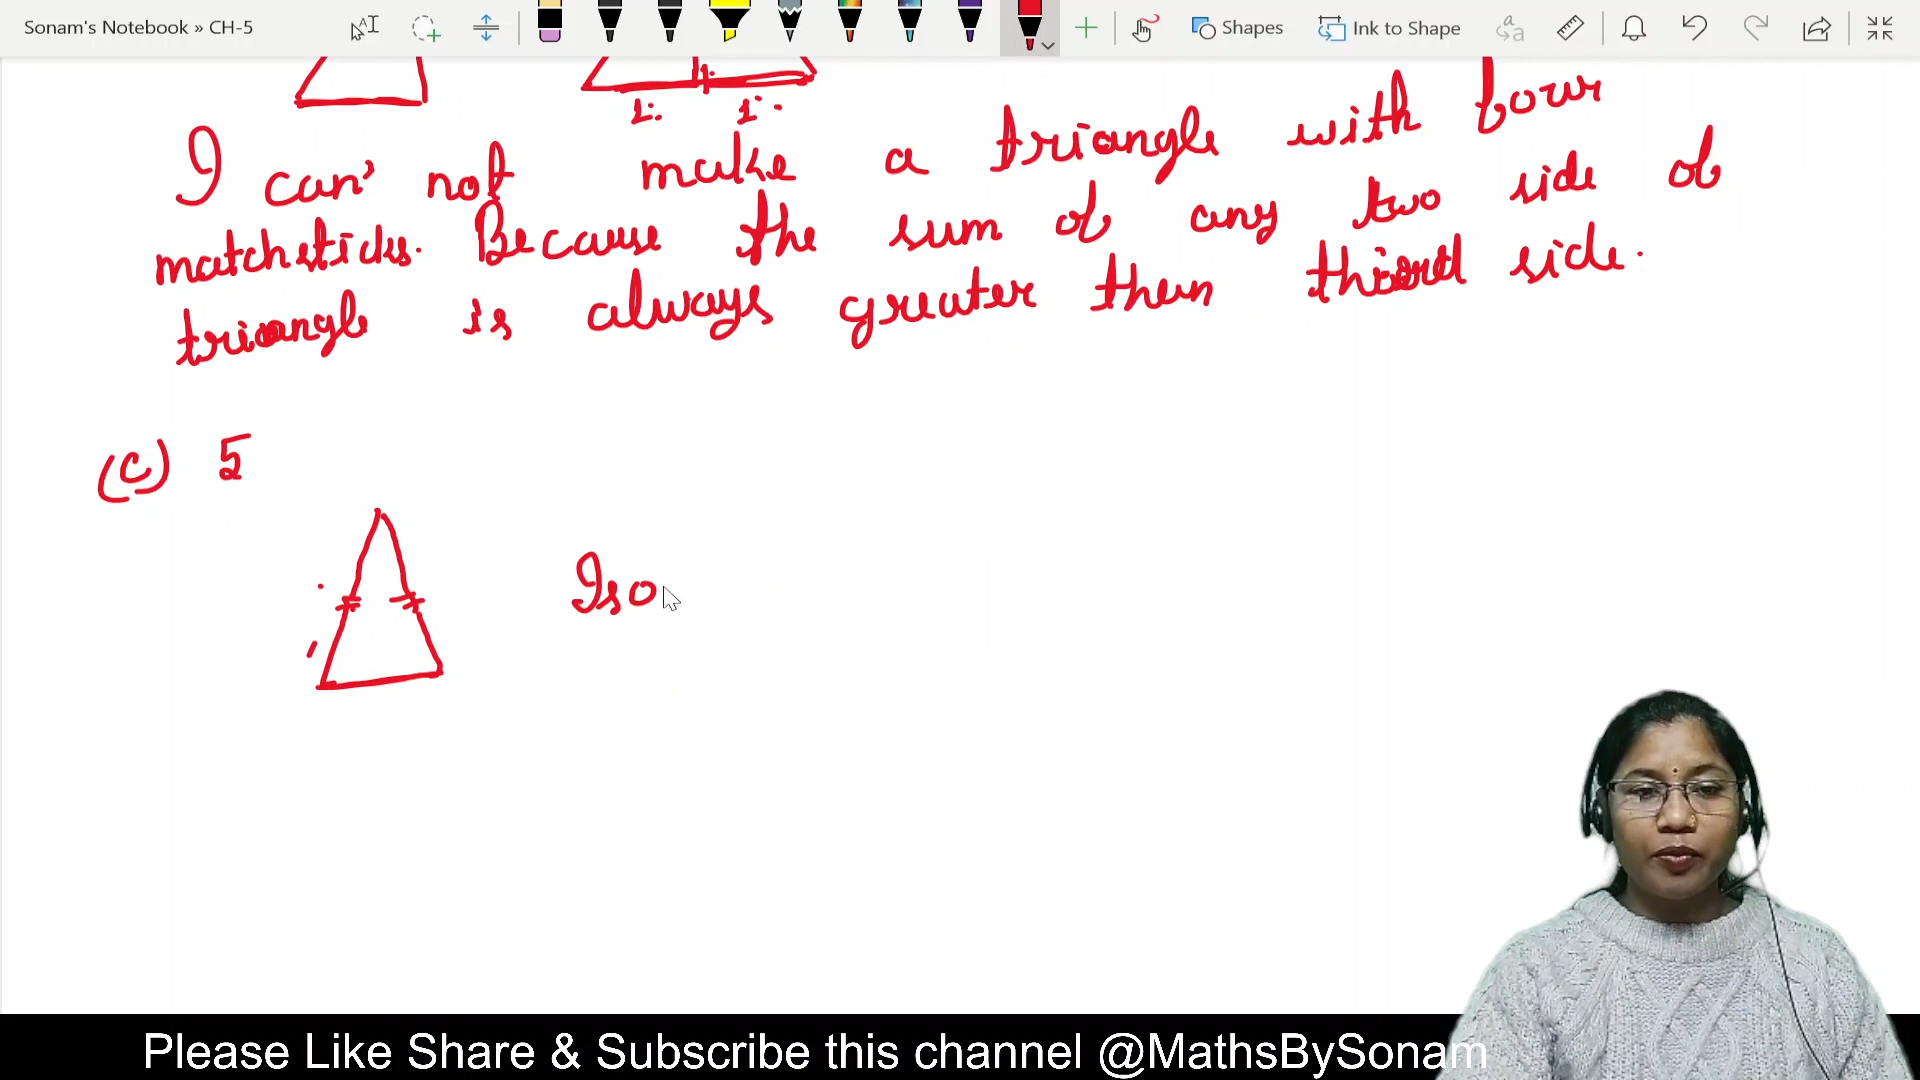 Sonam's Notebook » CH-5
Shapes
Ink to Shape
1. 1.
I can' not make a triangle with four
matchsticks. Because the sum of any two side of
triangle is always greater then third side.
(C) 5
Iso
Please Like Share & Subscribe this channel @MathsBySonam